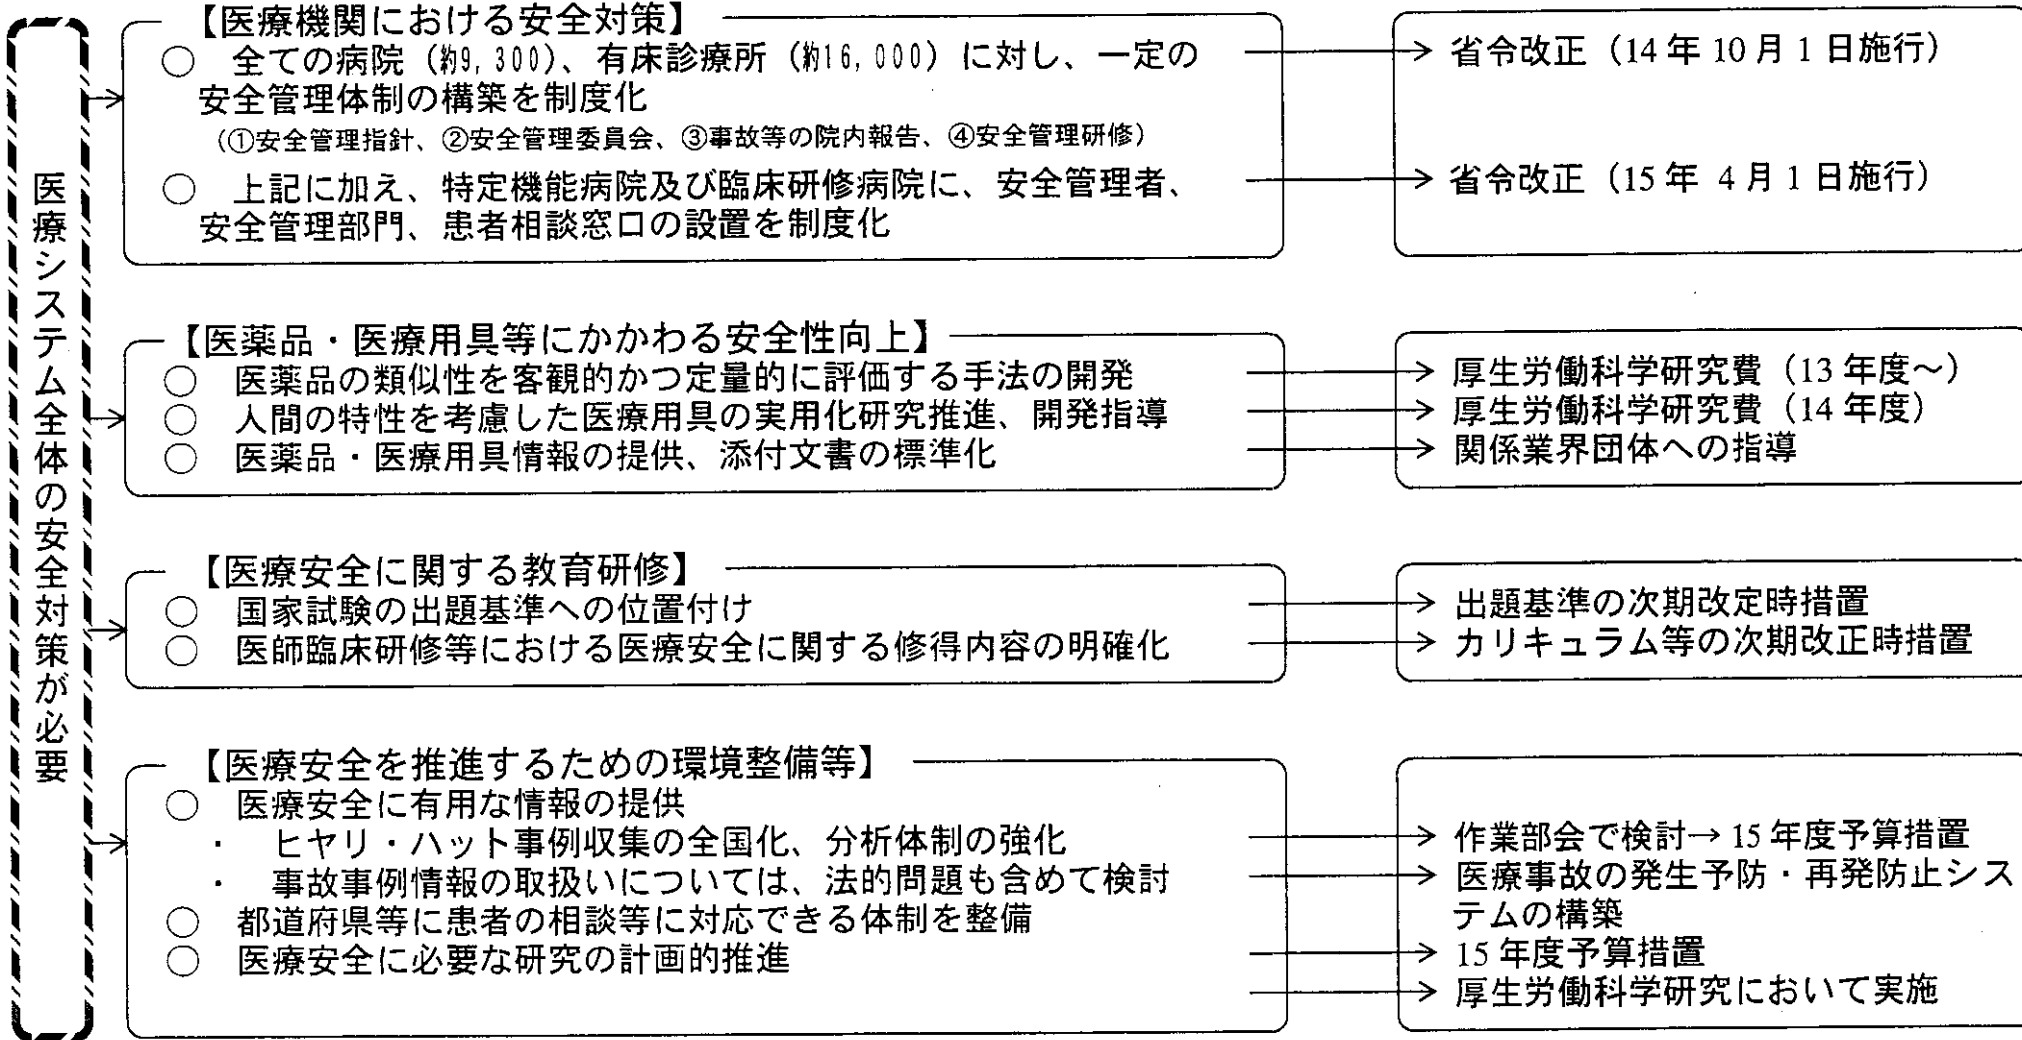 医療システム全体の安全対策が必要
【医療機関における安全対策】
○ 全ての病院（約9,300）、有床診療所（約16,000）に対し、一定の
安全管理体制の構築を制度化
（①安全管理指針、②安全管理委員会、③事故等の院内報告、④安全管理研修）
→ 省令改正（14年10月1日施行）
○ 上記に加え、特定機能病院及び臨床研修病院に、安全管理者、
安全管理部門、患者相談窓口の設置を制度化
→ 省令改正（15年 4月1日施行）
【医薬品・医療用具等にかかわる安全性向上】
○ 医薬品の類似性を客観的かつ定量的に評価する手法の開発
→ 厚生労働科学研究費（13年度～）
○ 人間の特性を考慮した医療用具の実用化研究推進、開発指導
→ 厚生労働科学研究費（14年度）
○ 医薬品・医療用具情報の提供、添付文書の標準化
→ 関係業界団体への指導
【医療安全に関する教育研修】
○ 国家試験の出題基準への位置付け
→ 出題基準の次期改定時措置
○ 医師臨床研修等における医療安全に関する修得内容の明確化
→ カリキュラム等の次期改正時措置
【医療安全を推進するための環境整備等】
○ 医療安全に有用な情報の提供
・ ヒヤリ・ハット事例収集の全国化、分析体制の強化
→ 作業部会で検討→15年度予算措置
・ 事故事例情報の取扱いについては、法的問題も含めて検討
→ 医療事故の発生予防・再発防止シス
テムの構築
○ 都道府県等に患者の相談等に対応できる体制を整備
→ 15年度予算措置
○ 医療安全に必要な研究の計画的推進
→ 厚生労働科学研究において実施